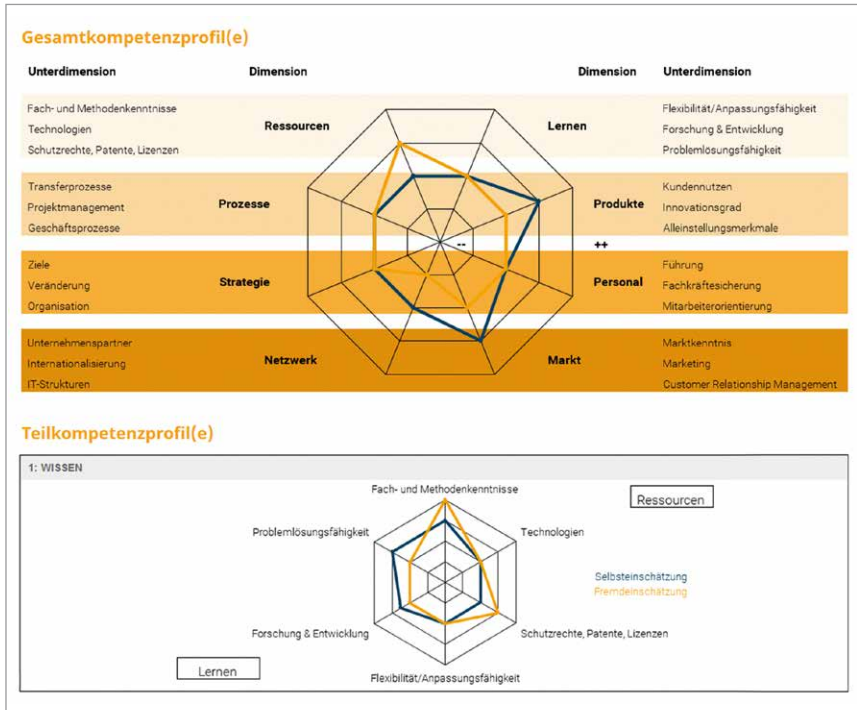 Gesamtkompetenzprofil(e)
Unterdimension Dimension Dimension Unterdimension
Fach- und Methodenkenntnisse
Technologien
Schutzrechte, Patente, Lizenzen
Ressourcen
Lernen
Flexibilität/Anpassungsfähigkeit
Forschung & Entwicklung
Problemlösungsfähigkeit
Transferprozesse
Projektmanagement
Geschäftsprozesse
Prozesse
Produkte
Kundennutzen
Innovationsgrad
Alleinstellungsmerkmale
-- ++
Ziele
Veränderung
Organisation
Strategie
Personal
Führung
Fachkräftesicherung
Mitarbeiterorientierung
Unternehmenspartner
Internationalisierung
IT-Strukturen
Netzwerk
Markt
Marktkenntnis
Marketing
Customer Relationship Management
Teilkompetenzprofil(e)
1: WISSEN
Fach- und Methodenkenntnisse
Ressourcen
Problemlösungsfähigkeit
Technologien
Selbsteinschätzung
Fremdeinschätzung
Forschung & Entwicklung
Schutzrechte, Patente, Lizenzen
Lernen
Flexibilität/Anpassungsfähigkeit